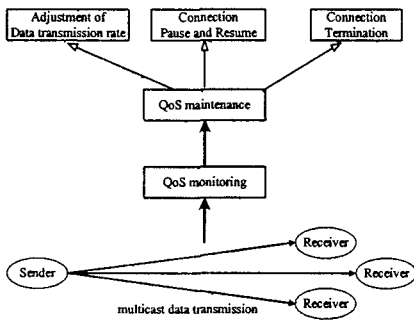 Adjustment of
Data transmission rate
Connection
Pause and Resume
Connection
Termination
QoS maintenance
QoS monitoring
Receiver
Sender
Receiver
Receiver
multicast data transmission